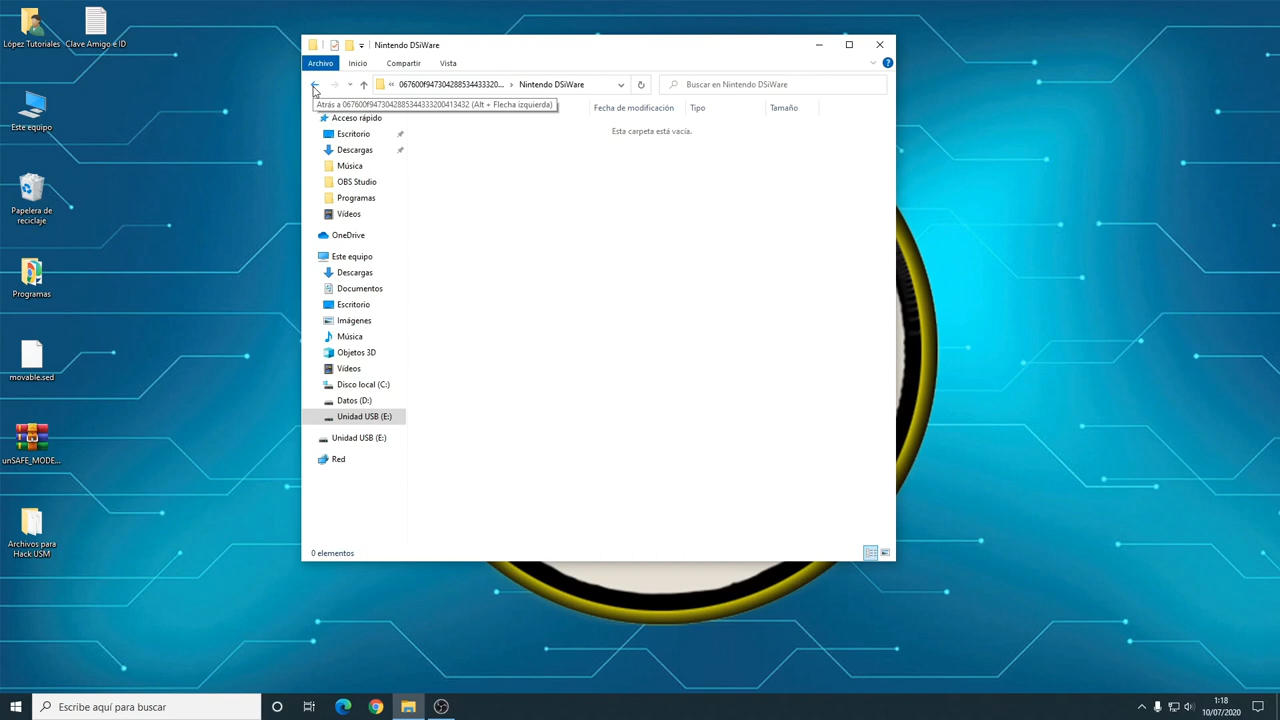 López Tutoriales
Clave Amigo e ID
Este equipo
Papelera de
reciclaje
Programas
movable.sed
unSAFE_MODE...
Archivos para
Hack USM
Nintendo DSiWare
Archivo
Inicio
Compartir
Vista
« 067600f947304288534433320... > Nintendo DSiWare
Buscar en Nintendo DSiWare
Atrás a 067600f9473042885344333200413432 (Alt + Flecha izquierda)
Fecha de modificación
Tipo
Tamaño
Esta carpeta está vacía.
Acceso rápido
Escritorio
Descargas
Música
OBS Studio
Programas
Vídeos
OneDrive
Este equipo
Descargas
Documentos
Escritorio
Imágenes
Música
Objetos 3D
Vídeos
Disco local (C:)
Datos (D:)
Unidad USB (E:)
Unidad USB (E:)
Red
0 elementos
Escribe aquí para buscar
1:18
10/07/2020